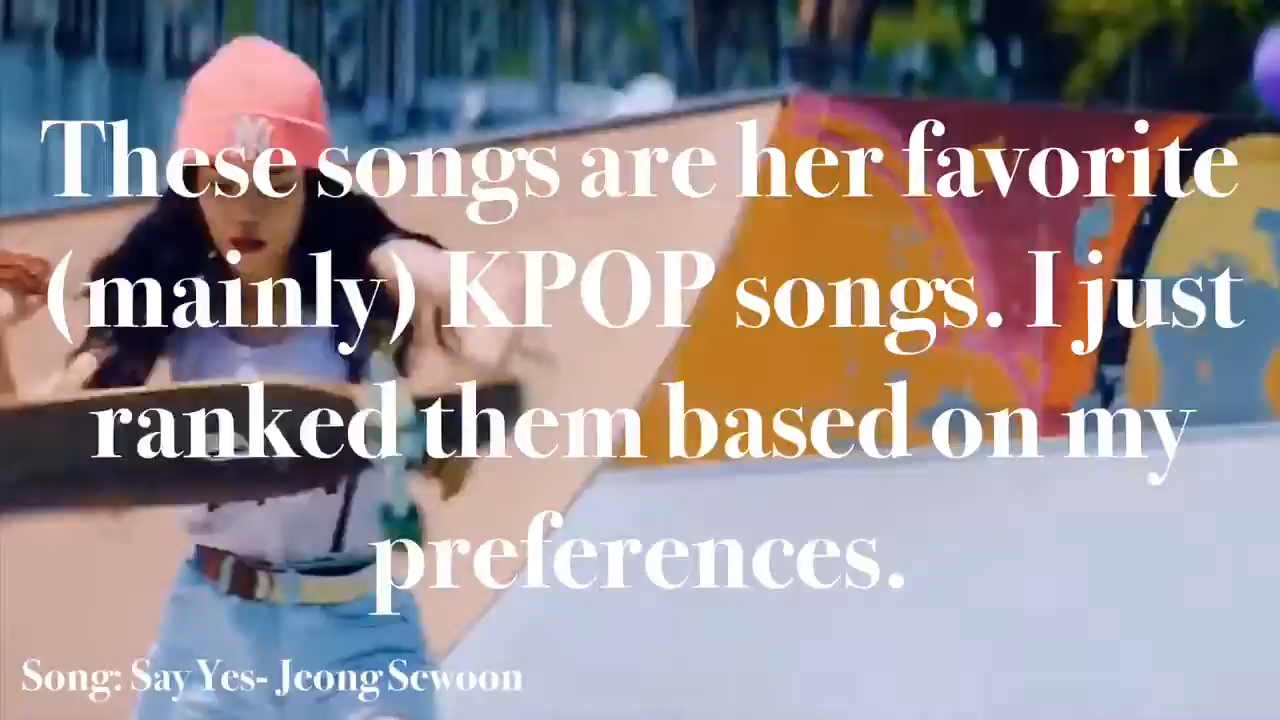 NY
These songs are her favorite
(mainly) KPOP songs. I just
ranked them based on my
preferences.
Song: Say Yes- Jeong Sewoon